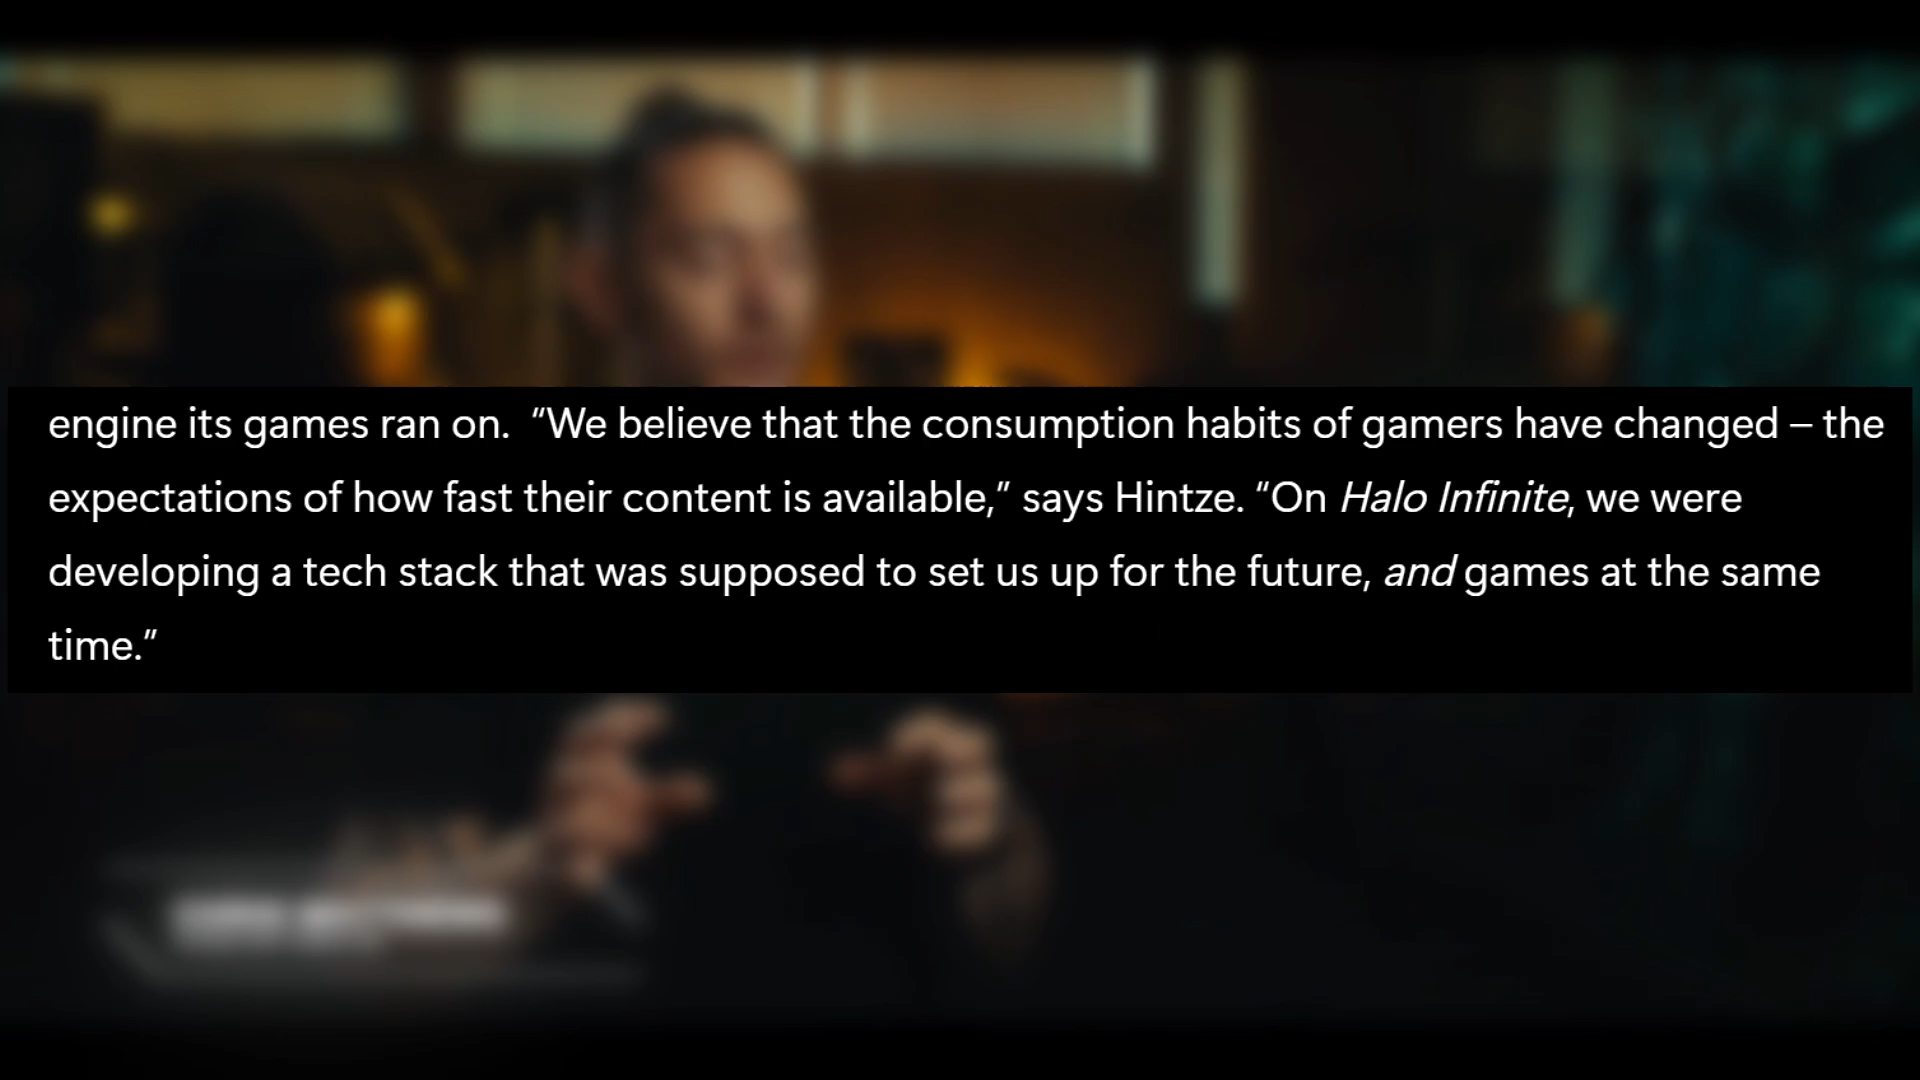 engine its games ran on.  “We believe that the consumption habits of gamers have changed – the
expectations of how fast their content is available,” says Hintze. “On Halo Infinite, we were
developing a tech stack that was supposed to set us up for the future, and games at the same
time.”